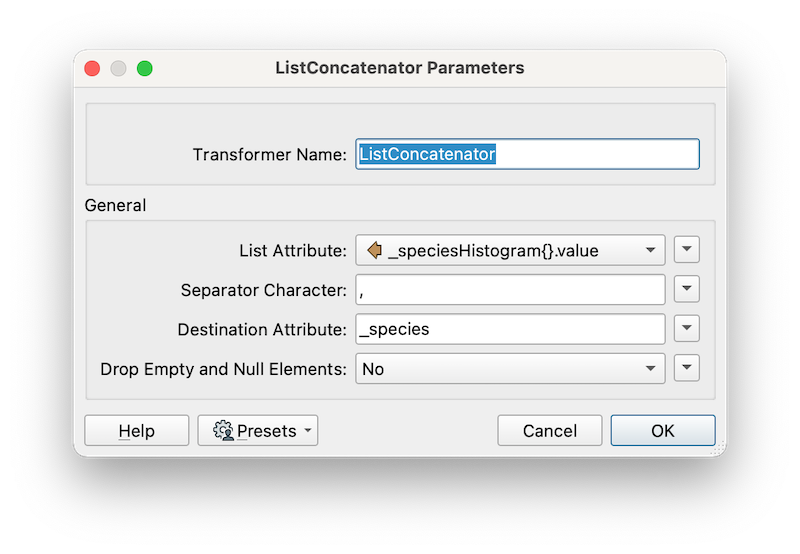 ListConcatenator Parameters
Transformer Name: ListConcatenator
General
List Attribute: _speciesHistogram{}.value
Separator Character: ,
Destination Attribute: _species
Drop Empty and Null Elements: No
Help Presets Cancel OK